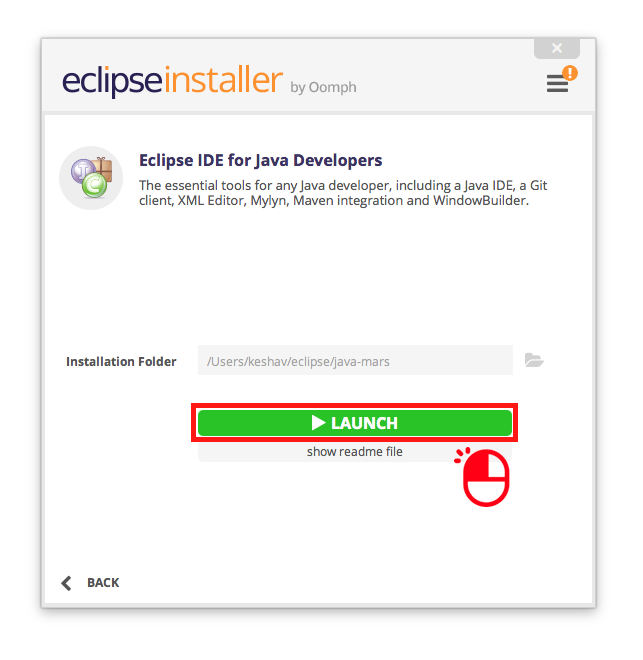 eclipseinstaller by Oomph
!
Eclipse IDE for Java Developers
The essential tools for any Java developer, including a Java IDE, a Git
client, XML Editor, Mylyn, Maven integration and WindowBuilder.
Installation Folder /Users/keshav/eclipse/java-mars
LAUNCH
show readme file
BACK